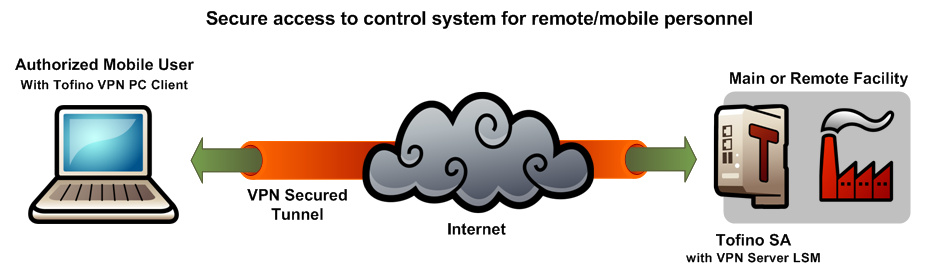 Secure access to control system for remote/mobile personnel
Authorized Mobile User
With Tofino VPN PC Client
Main or Remote Facility
T
VPN Secured
Tunnel
Internet
Tofino SA
with VPN Server LSM